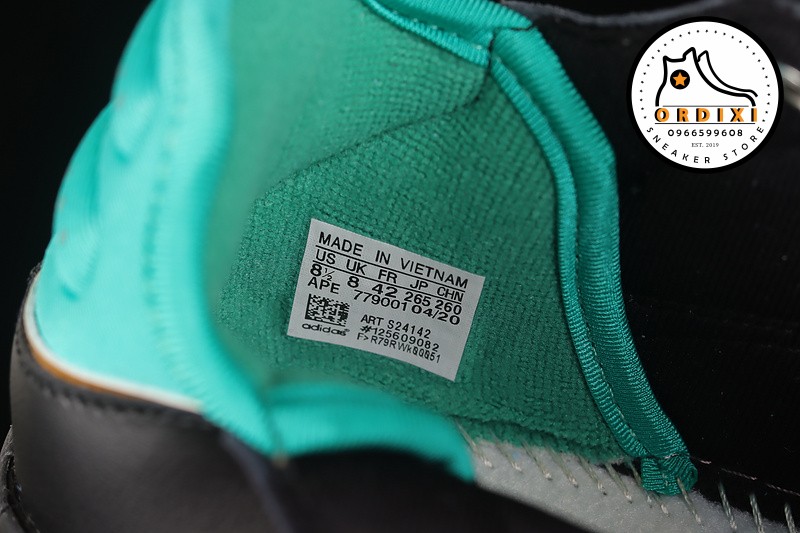 MADE IN VIETNAM
US UK FR JP CHN
8½ 8 42 265 260
APE 779001 04/20
ART S24142
#125609082
adidas
ORDIXI
0966599608
EST. 2019
SNEAKER STORE